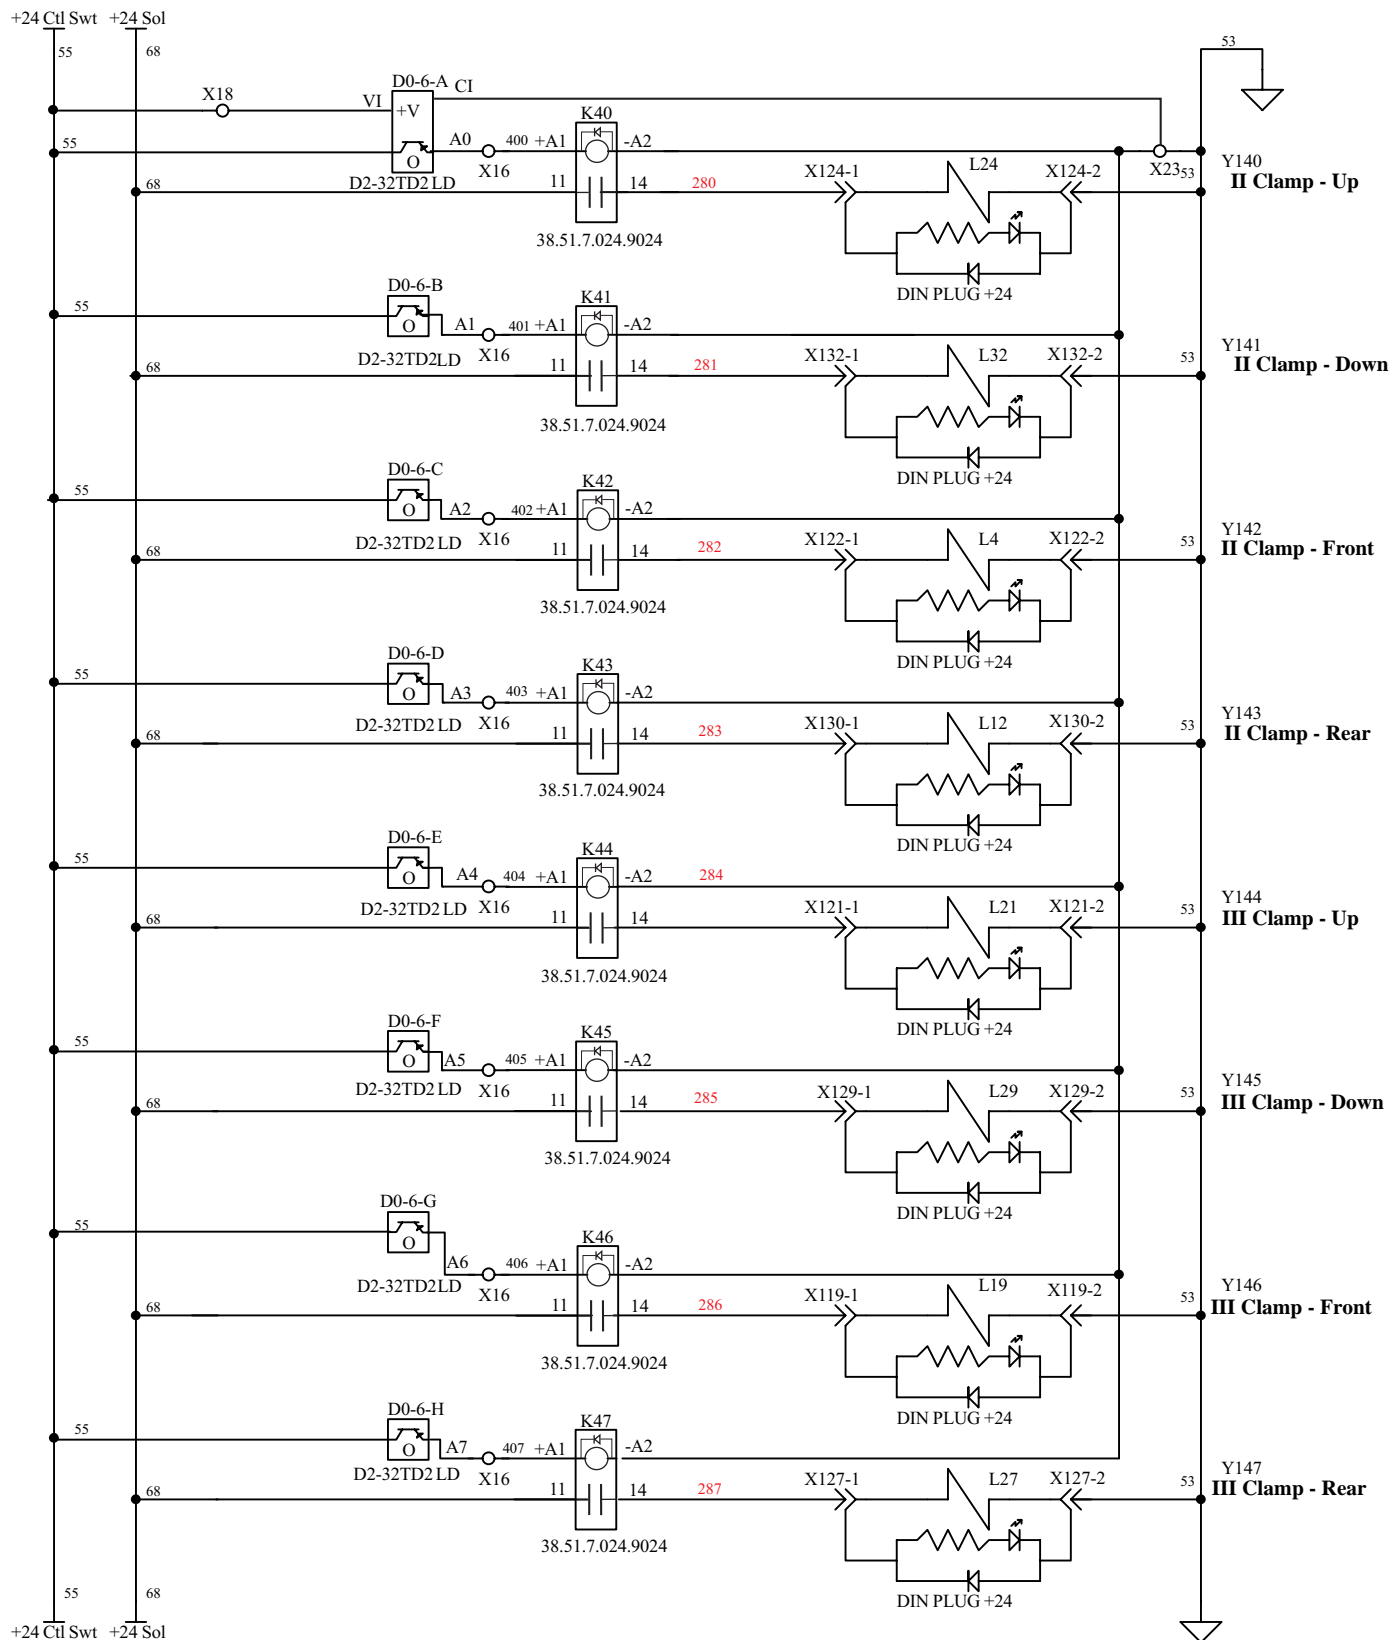 +24 Ctl Swt +24 Sol
55 68 53
X18 VI D0-6-A CI
+V K40
55 A0 400 +A1 -A2
O X16 X23 Y140
68 D2-32TD2 LD 11 14 280 X124-1 L24 X124-2 53 II Clamp - Up
38.51.7.024.9024
DIN PLUG +24
D0-6-B K41
55 O A1 401 +A1 -A2
D2-32TD2LD X16 X132-1 L32 X132-2 Y141
68 11 14 281 53 II Clamp - Down
38.51.7.024.9024
DIN PLUG +24
D0-6-C K42
55 O A2 402 +A1 -A2
D2-32TD2 LD X16 X122-1 L4 X122-2 Y142
68 11 14 282 53 II Clamp - Front
38.51.7.024.9024
DIN PLUG +24
D0-6-D K43
55 O A3 403 +A1 -A2
D2-32TD2 LD X16 X130-1 L12 X130-2 Y143
68 11 14 283 53 II Clamp - Rear
38.51.7.024.9024
DIN PLUG +24
D0-6-E K44
55 O A4 404 +A1 -A2 284
D2-32TD2 LD X16 X121-1 L21 X121-2 Y144
68 11 14 53 III Clamp - Up
38.51.7.024.9024
DIN PLUG +24
D0-6-F K45
55 O A5 405 +A1 -A2
D2-32TD2 LD X16 X129-1 L29 X129-2 Y145
68 11 14 285 53 III Clamp - Down
38.51.7.024.9024
DIN PLUG +24
D0-6-G K46
55 O A6 406 +A1 -A2
D2-32TD2LD X16 X119-1 L19 X119-2 Y146
68 11 14 286 53 III Clamp - Front
38.51.7.024.9024
DIN PLUG +24
D0-6-H K47
55 O A7 407 +A1 -A2
D2-32TD2 LD X16 X127-1 L27 X127-2 Y147
68 11 14 287 53 III Clamp - Rear
38.51.7.024.9024
DIN PLUG +24
55 68
+24 Ctl Swt +24 Sol